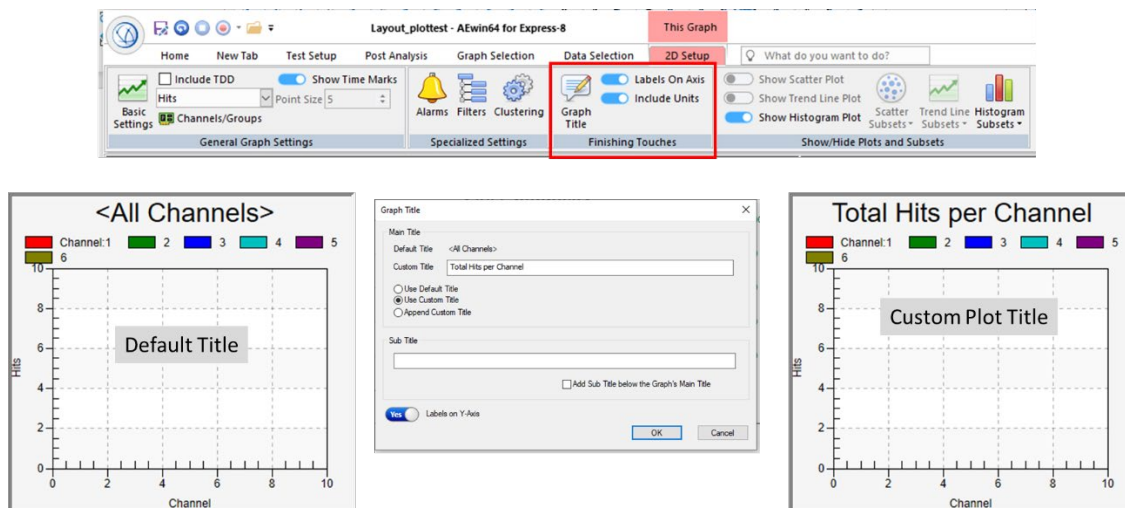 Layout_plottest - AEwin64 for Express-8
This Graph
Home New Tab Test Setup Post Analysis Graph Selection Data Selection 2D Setup What do you want to do?
Include TDD Show Time Marks
Hits Point Size 5
Channels/Groups
Basic Settings
General Graph Settings
Alarms Filters Clustering
Specialized Settings
Graph Title
Labels On Axis
Include Units
Finishing Touches
Show Scatter Plot
Show Trend Line Plot
Show Histogram Plot
Scatter Subsets
Trend Line Subsets
Histogram Subsets
Show/Hide Plots and Subsets
<All Channels>
Channel:1 2 3 4 5
6
10
8
6
4
2
0
Hits
Default Title
0 2 4 6 8 10
Channel
Graph Title
Main Title
Default Title <All Channels>
Custom Title Total Hits per Channel
Use Default Title
Use Custom Title
Append Custom Title
Sub Title
Add Sub Title below the Graph's Main Title
Yes Labels on Y-Axis
OK Cancel
Total Hits per Channel
Channel:1 2 3 4 5
6
10
8
6
4
2
0
Hits
Custom Plot Title
0 2 4 6 8 10
Channel